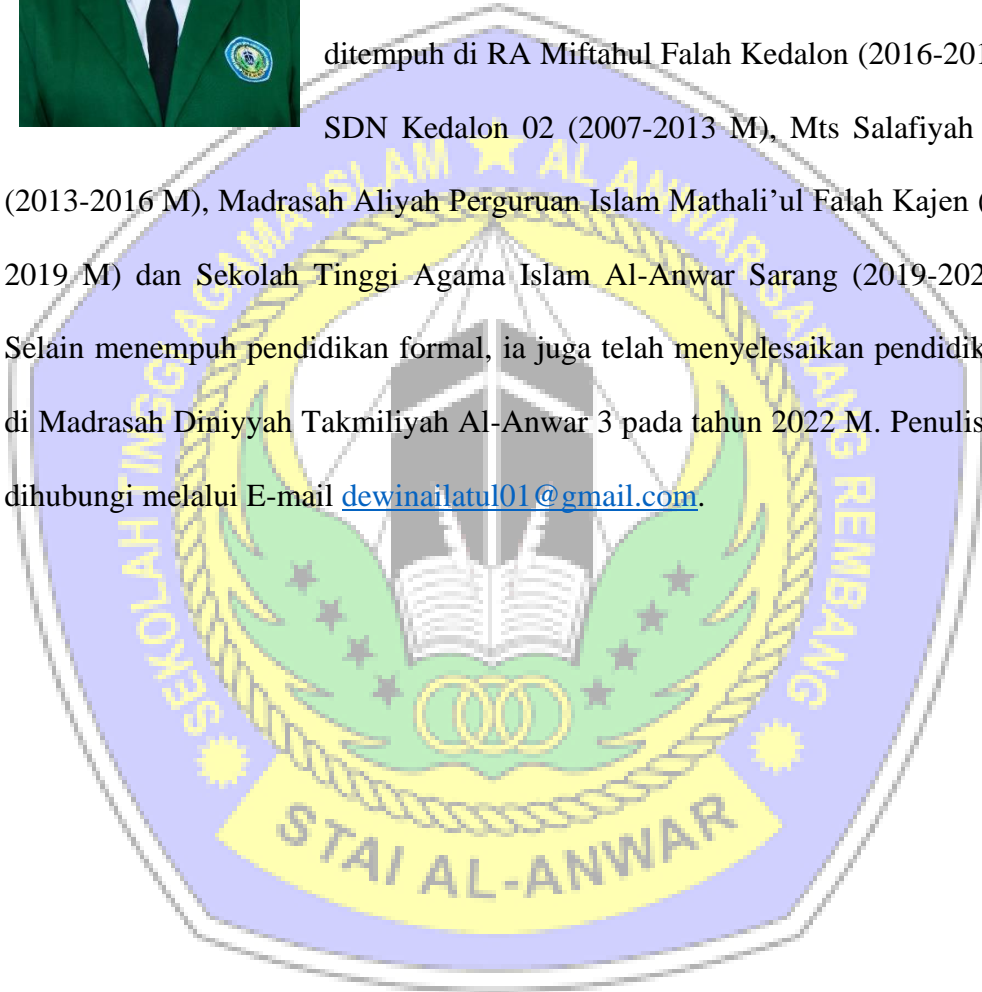 ditempuh di RA Miftahul Falah Kedalon (2016-201
SDN Kedalon 02 (2007-2013 M), Mts Salafiyah
(2013-2016 M), Madrasah Aliyah Perguruan Islam Mathali’ul Falah Kajen (
2019 M) dan Sekolah Tinggi Agama Islam Al-Anwar Sarang (2019-202
Selain menempuh pendidikan formal, ia juga telah menyelesaikan pendidik
di Madrasah Diniyyah Takmiliyah Al-Anwar 3 pada tahun 2022 M. Penulis
dihubungi melalui E-mail dewinailatul01@gmail.com.
SEKOLAH TINGGI AGAMA ISLAM AL ANWAR SARANG REMBANG
STAI AL-ANWAR